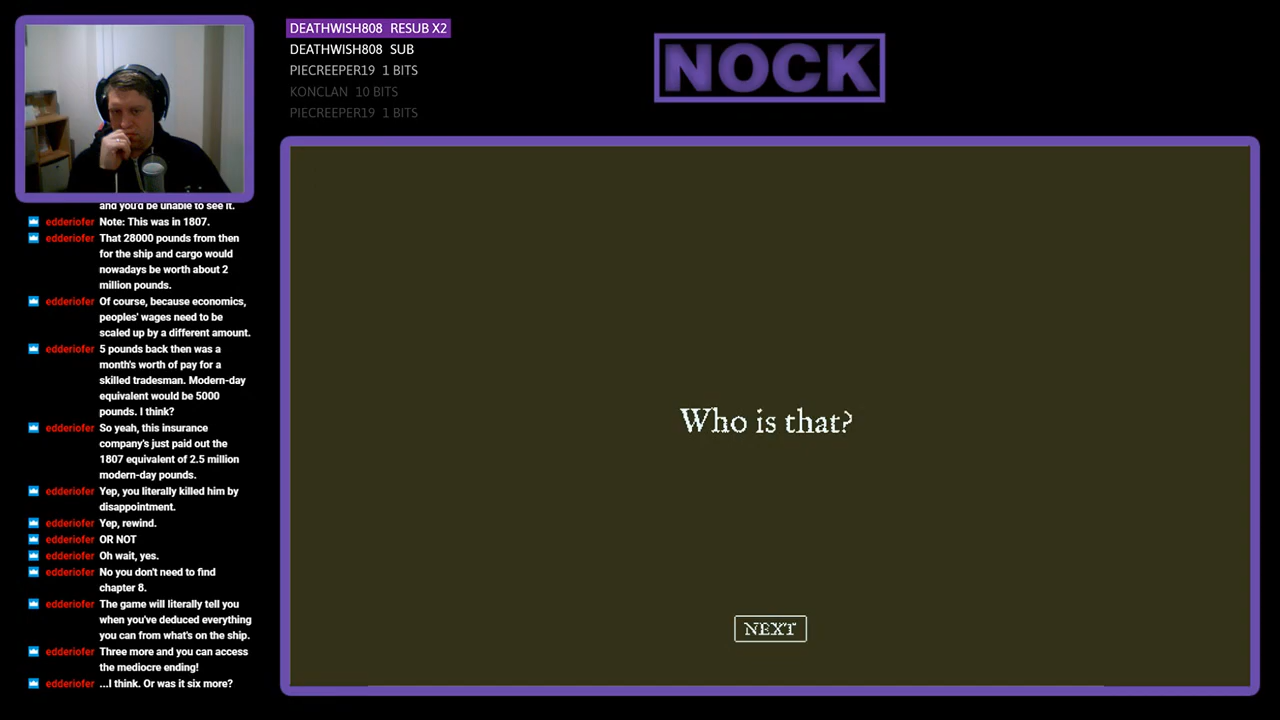 DEATHWISH808 RESUB X2
DEATHWISH808 SUB
PIECREEPER19 1 BITS
KONCLAN 10 BITS
PIECREEPER19 1 BITS
NOCK
and you'd be unable to see it.
edderiofer Note: This was in 1807.
edderiofer That 28000 pounds from then
for the ship and cargo would
nowadays be worth about 2
million pounds.
edderiofer Of course, because economics,
peoples' wages need to be
scaled up by a different amount.
edderiofer 5 pounds back then was a
month's worth of pay for a
skilled tradesman. Modern-day
equivalent would be 5000
pounds. I think?
edderiofer So yeah, this insurance
company's just paid out the
1807 equivalent of 2.5 million
modern-day pounds.
edderiofer Yep, you literally killed him by
disappointment.
edderiofer Yep, rewind.
edderiofer OR NOT
edderiofer Oh wait, yes.
edderiofer No you don't need to find
chapter 8.
edderiofer The game will literally tell you
when you've deduced everything
you can from what's on the ship.
edderiofer Three more and you can access
the mediocre ending!
edderiofer ...I think. Or was it six more?
Who is that?
NEXT